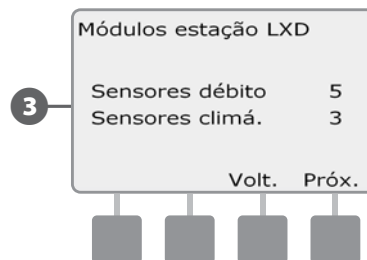 Módulos estação LXD
Sensores débito 5
3
Sensores climá. 3
Volt. Próx.